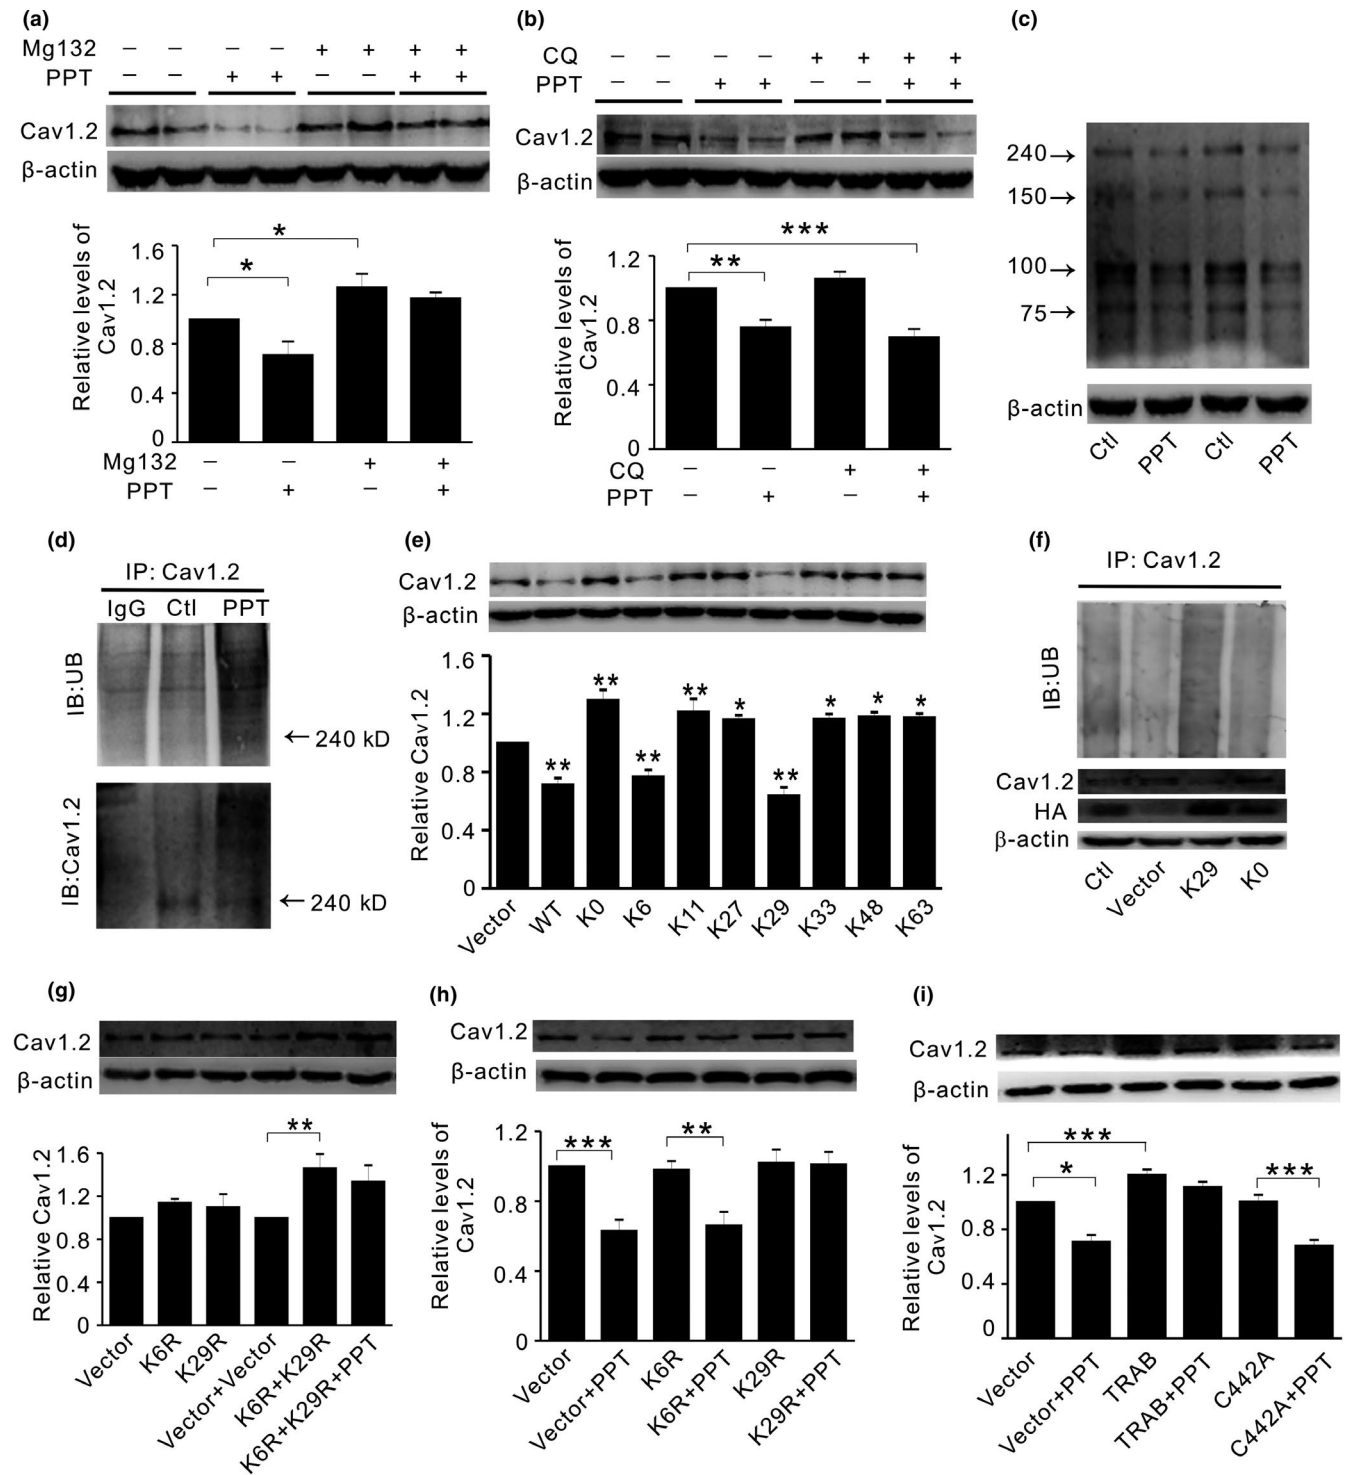 (a)
Mg132 − − − − + + + +
PPT − − + + − − + +
Cav1.2
β-actin
Relative levels of
Cav1.2
1.6
1.2
0.8
0.4
0
*
*
Mg132 − − + +
PPT − + − +
(b)
CQ − − − − + + + +
PPT − − + + − − + +
Cav1.2
β-actin
Relative levels of
Cav1.2
1.2
0.8
0.4
0
**
***
CQ − − + +
PPT − + − +
(c)
240→
150→
100→
75→
β-actin
Ctl PPT Ctl PPT
(d)
IP: Cav1.2
IgG Ctl PPT
IB:UB
←240 kD
IB:Cav1.2
←240 kD
(e)
Cav1.2
β-actin
Relative Cav1.2
1.6
1.2
0.8
0.4
0
** ** ** ** * ** * * *
Vector WT K0 K6 K11 K27 K29 K33 K48 K63
(f)
IP: Cav1.2
IB:UB
Cav1.2
HA
β-actin
Ctl Vector K29 K0
(g)
Cav1.2
β-actin
Relative Cav1.2
1.6
1.2
0.8
0.4
0
**
Vector K6R K29R Vector+Vector K6R+K29R K6R+K29R+PPT
(h)
Cav1.2
β-actin
Relative levels of
Cav1.2
1.2
0.8
0.4
0
*** **
Vector Vector+PPT K6R K6R+PPT K29R K29R+PPT
(i)
Cav1.2
β-actin
Relative levels of
Cav1.2
1.2
0.8
0.4
0
***
* ***
Vector Vector+PPT TRAB TRAB+PPT C442A C442A+PPT